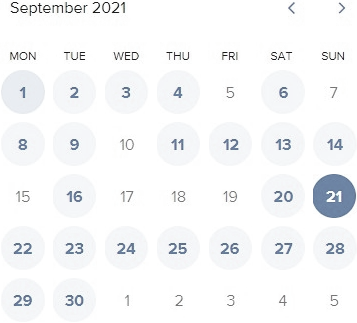 September 2021
MON TUE WED THU FRI SAT SUN
1 2 3 4 5 6 7
8 9 10 11 12 13 14
15 16 17 18 19 20 21
22 23 24 25 26 27 28
29 30 1 2 3 4 5